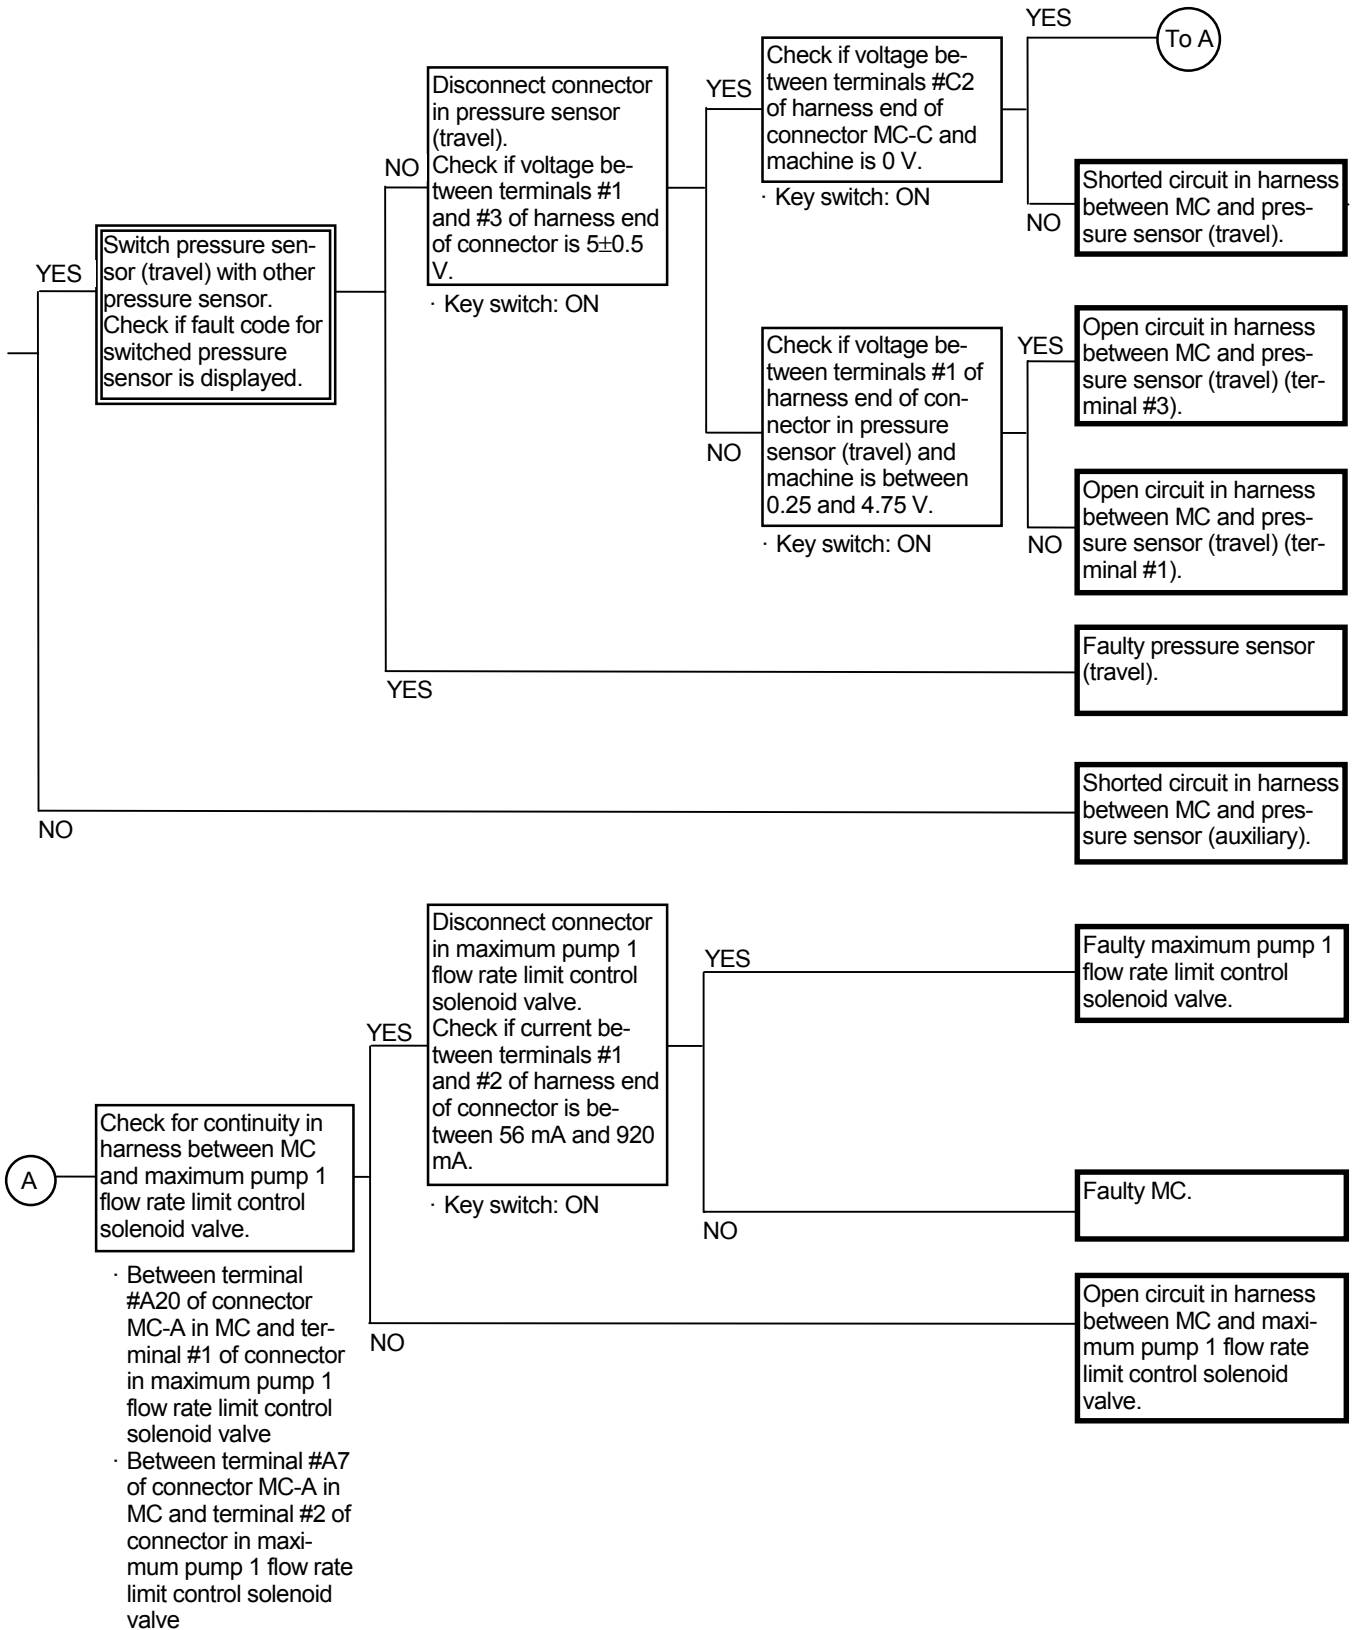 YES
To A
Check if voltage be-
tween terminals #C2
of harness end of
connector MC-C and
machine is 0 V.
· Key switch: ON
YES
Disconnect connector
in pressure sensor
(travel).
Check if voltage be-
tween terminals #1
and #3 of harness end
of connector is 5±0.5
V.
· Key switch: ON
NO
NO
Shorted circuit in harness
between MC and pres-
sure sensor (travel).
YES
Switch pressure sen-
sor (travel) with other
pressure sensor.
Check if fault code for
switched pressure
sensor is displayed.
NO
Check if voltage be-
tween terminals #1 of
harness end of con-
nector in pressure
sensor (travel) and
machine is between
0.25 and 4.75 V.
· Key switch: ON
YES
Open circuit in harness
between MC and pres-
sure sensor (travel) (ter-
minal #3).
NO
Open circuit in harness
between MC and pres-
sure sensor (travel) (ter-
minal #1).
YES
Faulty pressure sensor
(travel).
NO
Shorted circuit in harness
between MC and pres-
sure sensor (auxiliary).
A
Check for continuity in
harness between MC
and maximum pump 1
flow rate limit control
solenoid valve.
· Between terminal
#A20 of connector
MC-A in MC and ter-
minal #1 of connector
in maximum pump 1
flow rate limit control
solenoid valve
· Between terminal #A7
of connector MC-A in
MC and terminal #2 of
connector in maxi-
mum pump 1 flow rate
limit control solenoid
valve
YES
Disconnect connector
in maximum pump 1
flow rate limit control
solenoid valve.
Check if current be-
tween terminals #1
and #2 of harness end
of connector is be-
tween 56 mA and 920
mA.
· Key switch: ON
YES
Faulty maximum pump 1
flow rate limit control
solenoid valve.
NO
Faulty MC.
NO
Open circuit in harness
between MC and maxi-
mum pump 1 flow rate
limit control solenoid
valve.